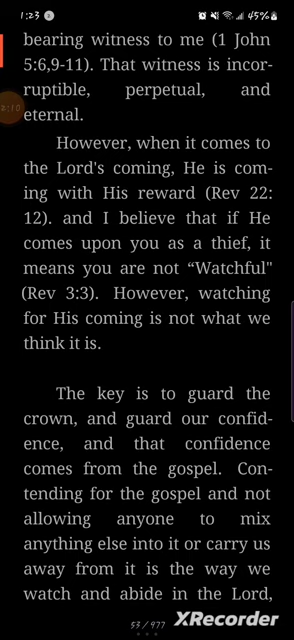 1:23
45%
bearing witness to me (1 John
5:6,9-11). That witness is incor-
ruptible, perpetual, and
eternal.
However, when it comes to
the Lord's coming, He is com-
ing with His reward (Rev 22:
12). and I believe that if He
comes upon you as a thief, it
means you are not “Watchful"
(Rev 3:3). However, watching
for His coming is not what we
think it is.
The key is to guard the
crown, and guard our confid-
ence, and that confidence
comes from the gospel. Con-
tending for the gospel and not
allowing anyone to mix
anything else into it or carry us
away from it is the way we
watch and abide in the Lord,
53 / 977
XRecorder